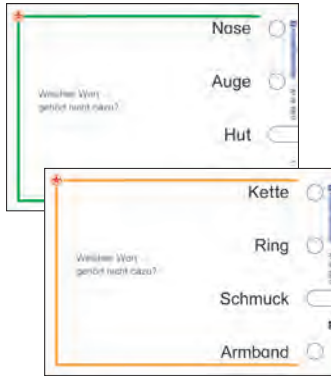 Nase
Auge
Welches Wort
gehört nicht dazu?
Hut
Kette
Ring
Welches Wort
gehört nicht dazu?
Schmuck
Armband